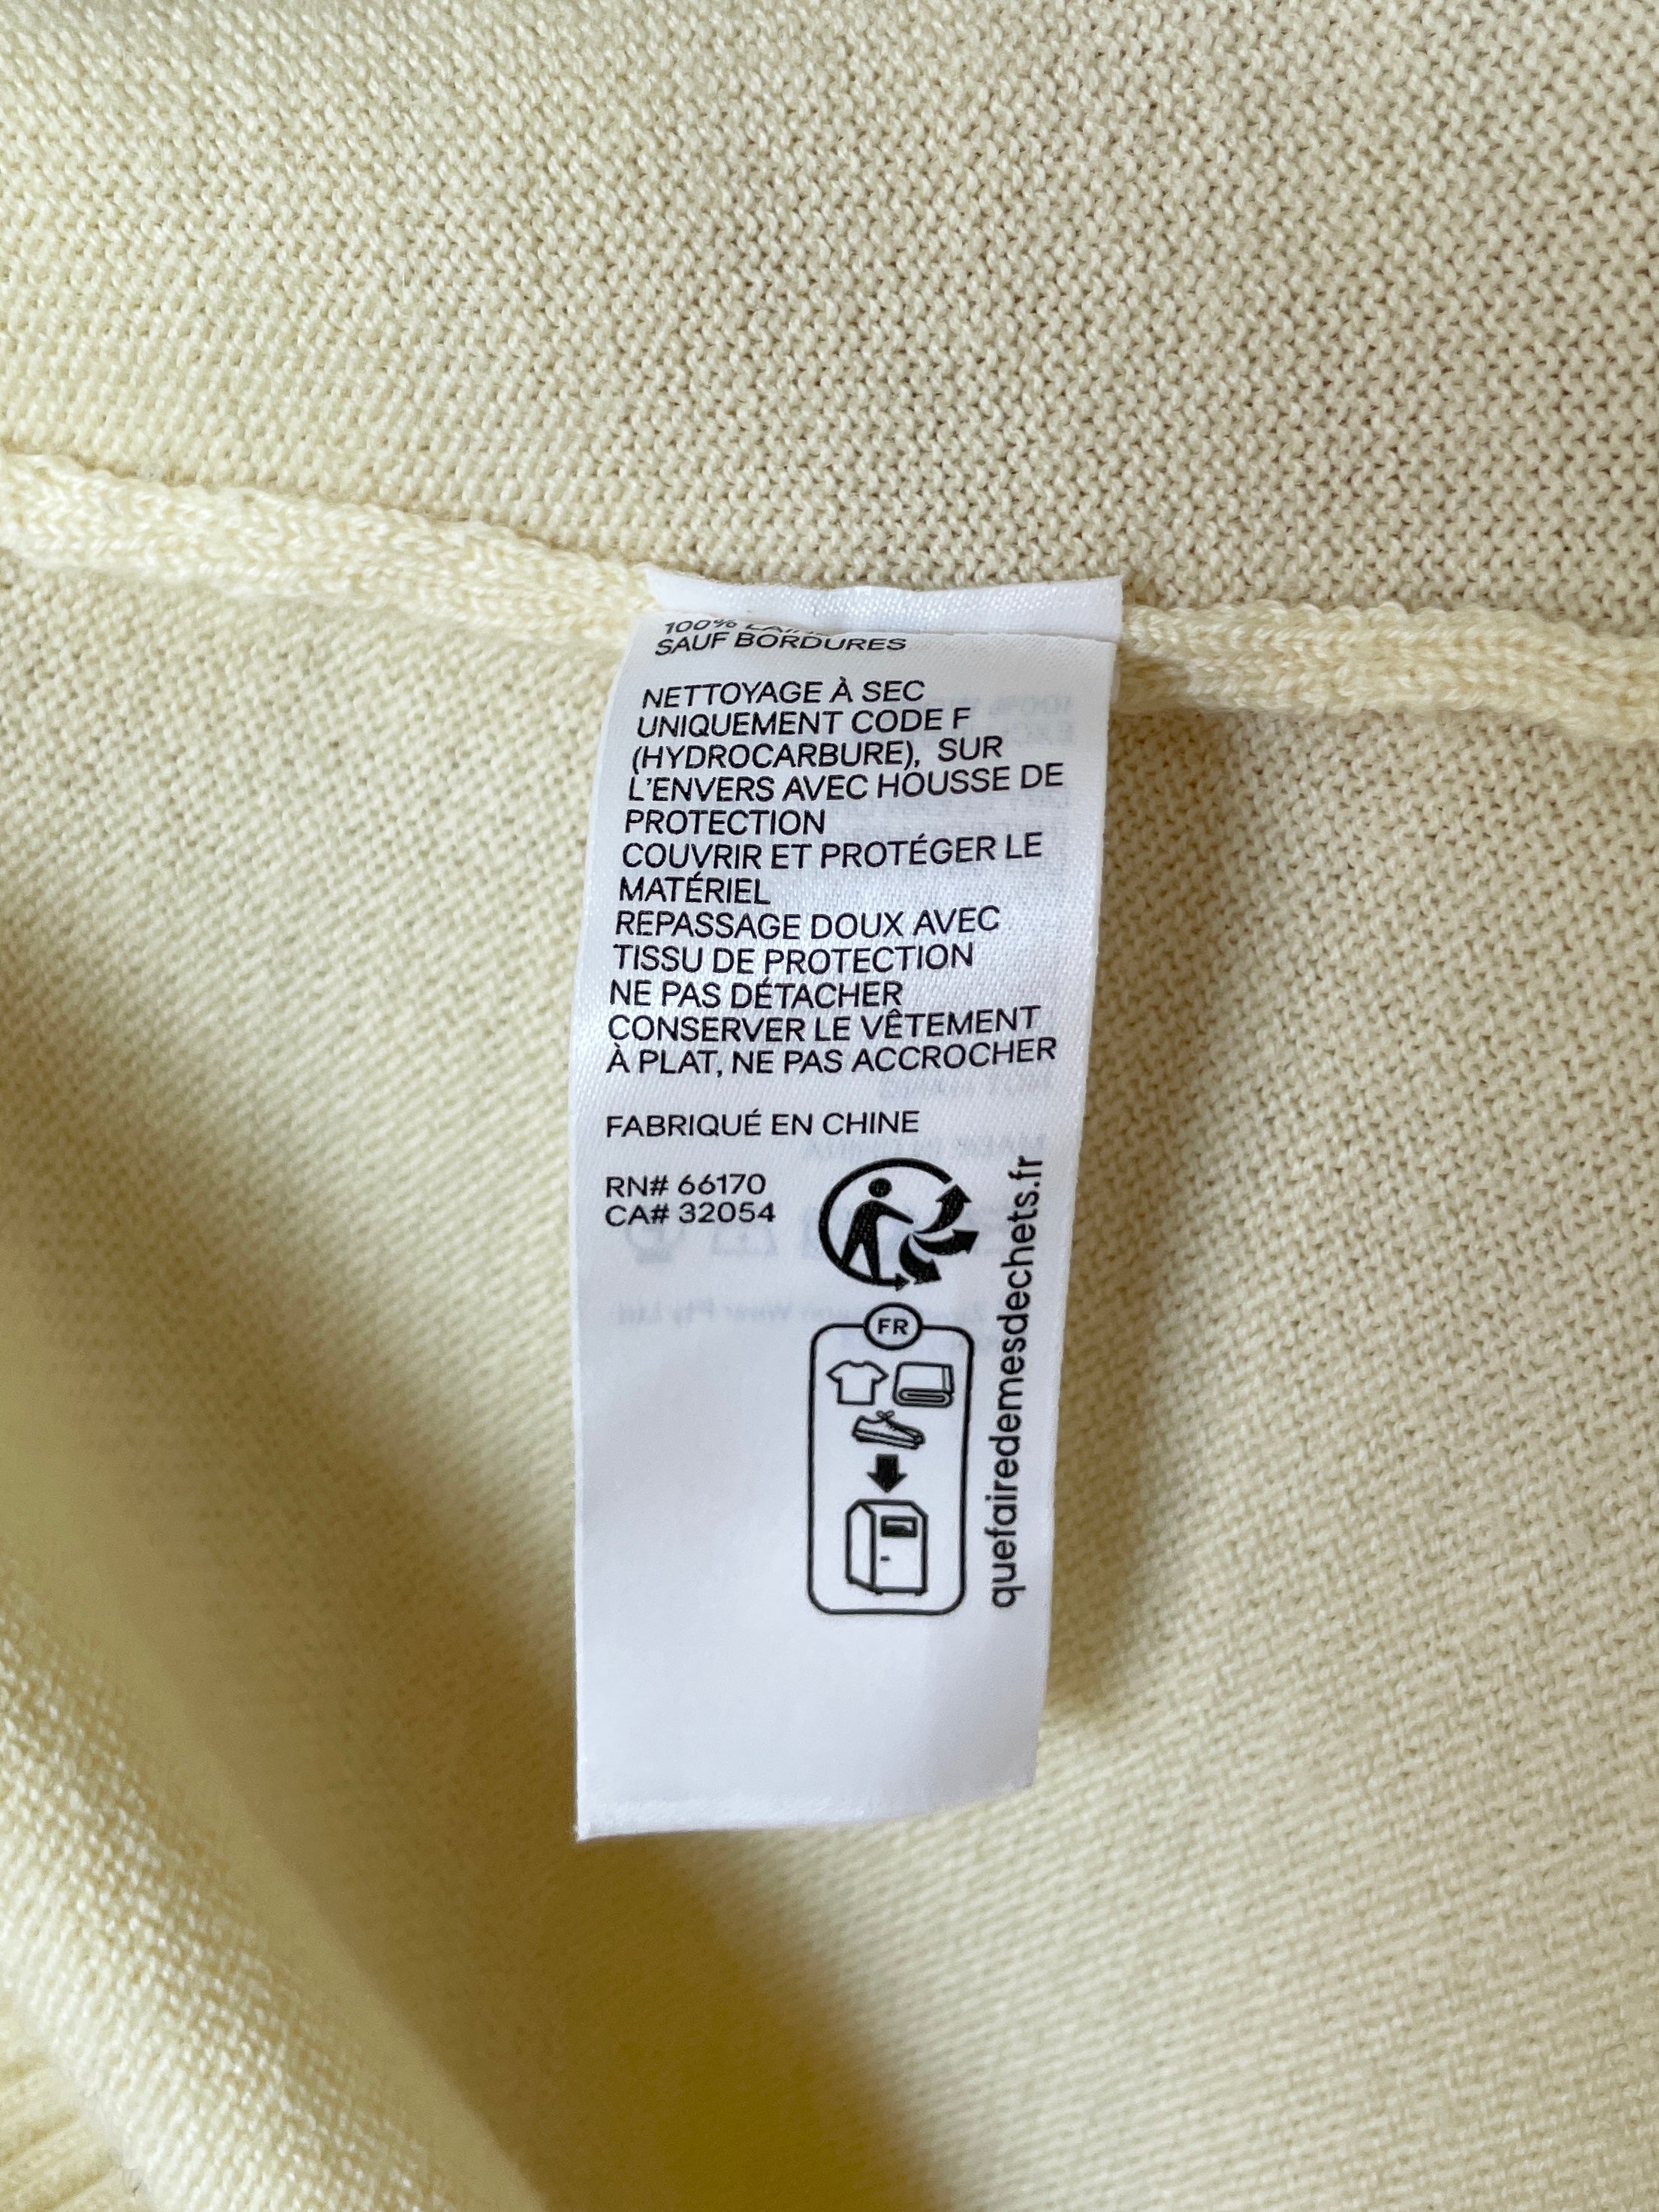 100%
SAUF BORDURES
NETTOYAGE À SEC
UNIQUEMENT CODE F
(HYDROCARBURE), SUR
L'ENVERS AVEC HOUSSE DE
PROTECTION
COUVRIR ET PROTÉGER LE
MATÉRIEL
REPASSAGE DOUX AVEC
TISSU DE PROTECTION
NE PAS DÉTACHER
CONSERVER LE VÊTEMENT
À PLAT, NE PAS ACCROCHER
FABRIQUÉ EN CHINE
RN# 66170
CA# 32054
FR
quefairedemesdechets.fr